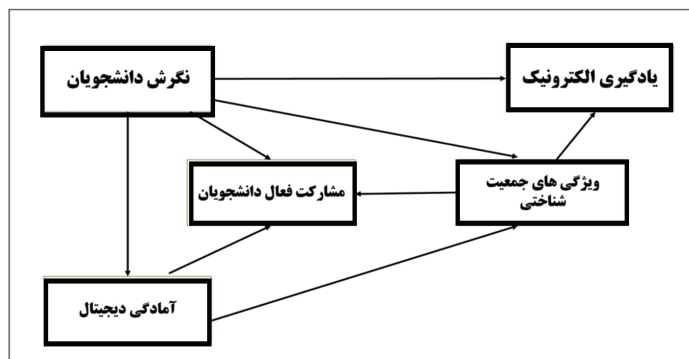 نگرش دانشجویان
یادگیری الکترونیک
مشارکت فعال دانشجویان
ویژگی های جمعیت
شناختی
آمادگی دیجیتال